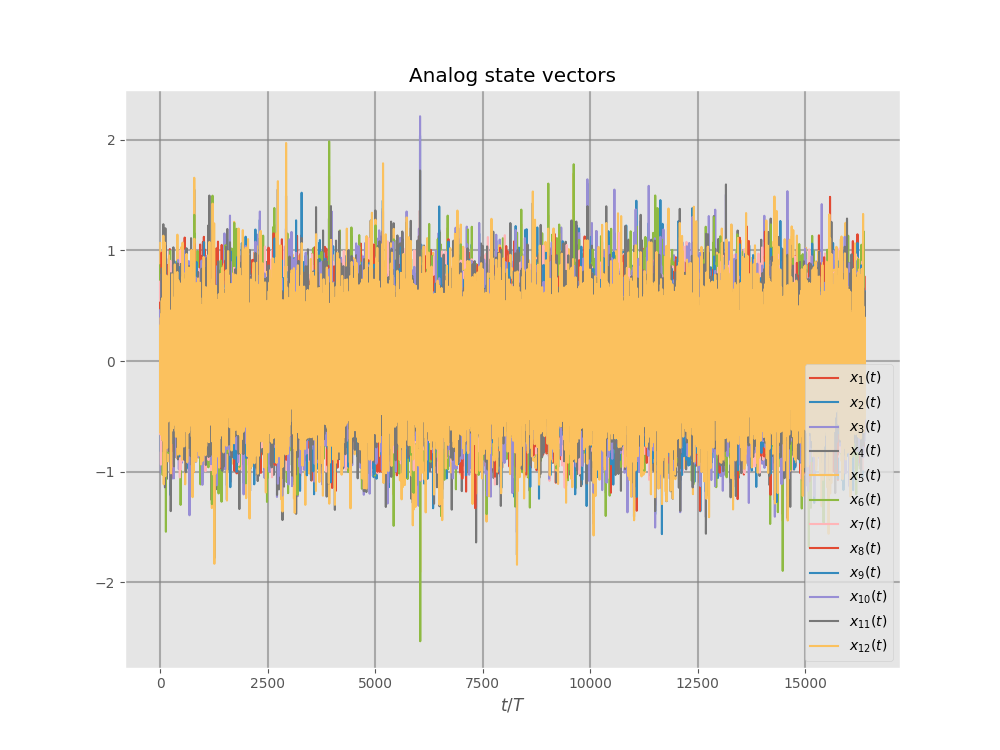 Analog state vectors
2
1
0
−1
−2
x₁(t)
x₂(t)
x₃(t)
x₄(t)
x₅(t)
x₆(t)
x₇(t)
x₈(t)
x₉(t)
x₁₀(t)
x₁₁(t)
x₁₂(t)
0 2500 5000 7500 10000 12500 15000
t/T